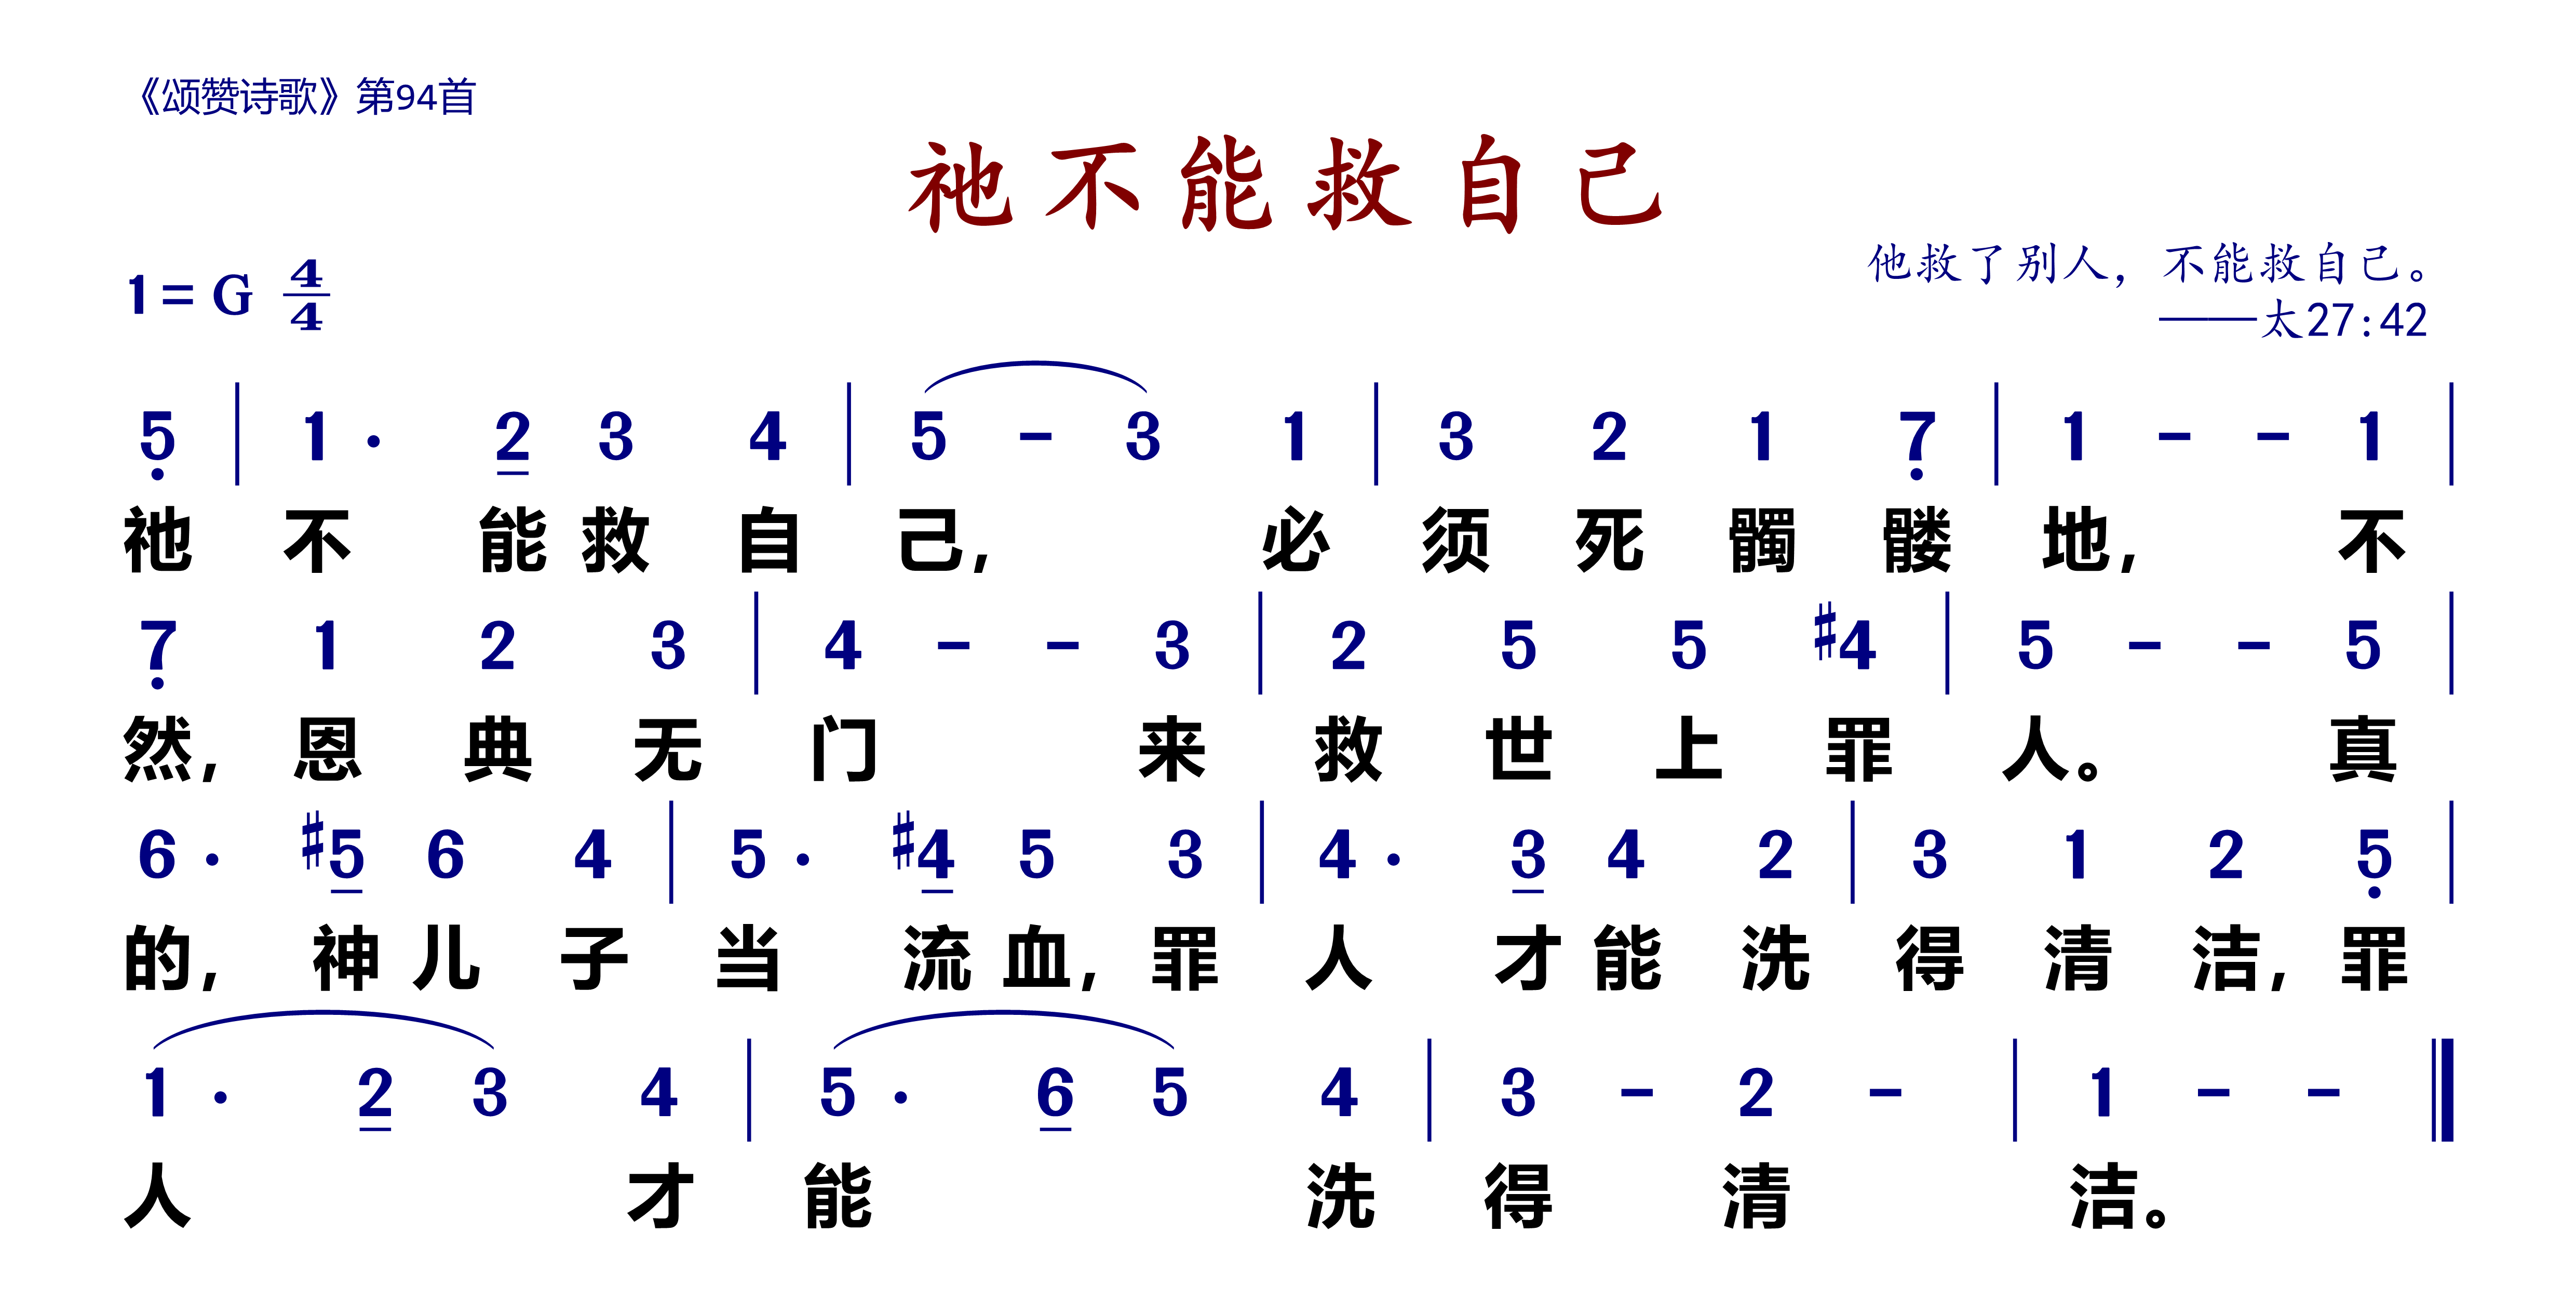 《颂赞诗歌》第94首
祂不能救自己
1 = G 4/4
他救了别人，不能救自己。
——太27:42
5̣ | 1 · 2̲ 3 4 | 5 - 3 1 | 3 2 1 7̣ | 1 - - 1 |
祂 不 能 救 自 己， 必 须 死 髑 髅 地， 不
7̣ 1 2 3 | 4 - - 3 | 2 5 5 ♯4 | 5 - - 5 |
然， 恩 典 无 门 来 救 世 上 罪 人。 真
6 · ♯5̲ 6 4 | 5 · ♯4̲ 5 3 | 4 · 3̲ 4 2 | 3 1 2 5̣ |
的， 神 儿 子 当 流 血， 罪 人 才 能 洗 得 清 洁， 罪
1 · 2̲ 3 4 | 5 · 6̲ 5 4 | 3 - 2 - | 1 - - ‖
人 才 能 洗 得 清 洁。